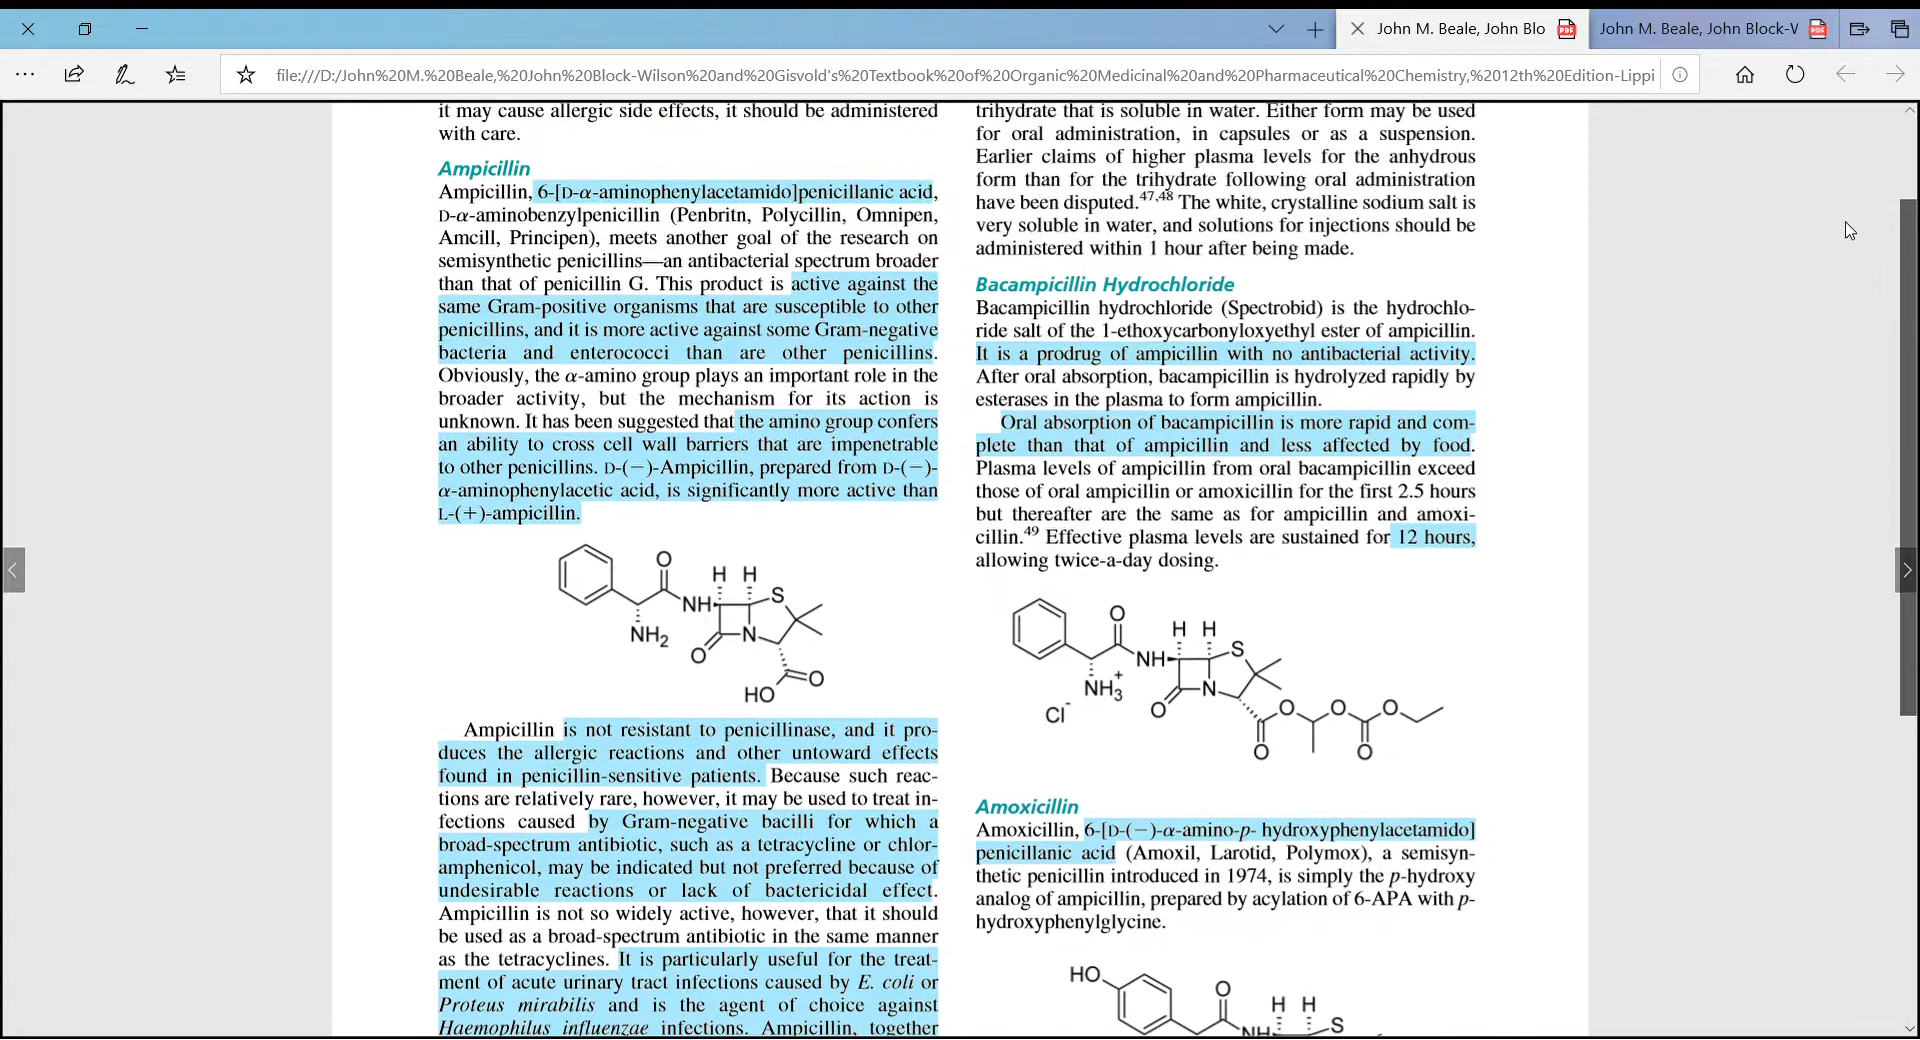 John M. Beale, John Blo
John M. Beale, John Block-V
file:///D:/John%20M.%20Beale,%20John%20Block-Wilson%20and%20Gisvold's%20Textbook%20of%20Organic%20Medicinal%20and%20Pharmaceutical%20Chemistry,%2012th%20Edition-Lippi
it may cause allergic side effects, it should be administered
with care.
Ampicillin
Ampicillin, 6-[D-α-aminophenylacetamido]penicillanic acid,
D-α-aminobenzylpenicillin (Penbritn, Polycillin, Omnipen,
Amcill, Principen), meets another goal of the research on
semisynthetic penicillins—an antibacterial spectrum broader
than that of penicillin G. This product is active against the
same Gram-positive organisms that are susceptible to other
penicillins, and it is more active against some Gram-negative
bacteria and enterococci than are other penicillins.
Obviously, the α-amino group plays an important role in the
broader activity, but the mechanism for its action is
unknown. It has been suggested that the amino group confers
an ability to cross cell wall barriers that are impenetrable
to other penicillins. D-(−)-Ampicillin, prepared from D-(−)-
α-aminophenylacetic acid, is significantly more active than
L-(+)-ampicillin.
O
H H
S
NH
NH2
N
O
O
HO
Ampicillin is not resistant to penicillinase, and it pro-
duces the allergic reactions and other untoward effects
found in penicillin-sensitive patients. Because such reac-
tions are relatively rare, however, it may be used to treat in-
fections caused by Gram-negative bacilli for which a
broad-spectrum antibiotic, such as a tetracycline or chlor-
amphenicol, may be indicated but not preferred because of
undesirable reactions or lack of bactericidal effect.
Ampicillin is not so widely active, however, that it should
be used as a broad-spectrum antibiotic in the same manner
as the tetracyclines. It is particularly useful for the treat-
ment of acute urinary tract infections caused by E. coli or
Proteus mirabilis and is the agent of choice against
Haemophilus influenzae infections. Ampicillin, together
trihydrate that is soluble in water. Either form may be used
for oral administration, in capsules or as a suspension.
Earlier claims of higher plasma levels for the anhydrous
form than for the trihydrate following oral administration
have been disputed.47,48 The white, crystalline sodium salt is
very soluble in water, and solutions for injections should be
administered within 1 hour after being made.
Bacampicillin Hydrochloride
Bacampicillin hydrochloride (Spectrobid) is the hydrochlo-
ride salt of the 1-ethoxycarbonyloxyethyl ester of ampicillin.
It is a prodrug of ampicillin with no antibacterial activity.
After oral absorption, bacampicillin is hydrolyzed rapidly by
esterases in the plasma to form ampicillin.
Oral absorption of bacampicillin is more rapid and com-
plete than that of ampicillin and less affected by food.
Plasma levels of ampicillin from oral bacampicillin exceed
those of oral ampicillin or amoxicillin for the first 2.5 hours
but thereafter are the same as for ampicillin and amoxi-
cillin.49 Effective plasma levels are sustained for 12 hours,
allowing twice-a-day dosing.
O
H H
S
NH
NH3+
Cl-
N
O
O O O
O O
Amoxicillin
Amoxicillin, 6-[D-(−)-α-amino-p- hydroxyphenylacetamido]
penicillanic acid (Amoxil, Larotid, Polymox), a semisyn-
thetic penicillin introduced in 1974, is simply the p-hydroxy
analog of ampicillin, prepared by acylation of 6-APA with p-
hydroxyphenylglycine.
HO
O
H H
S
NH